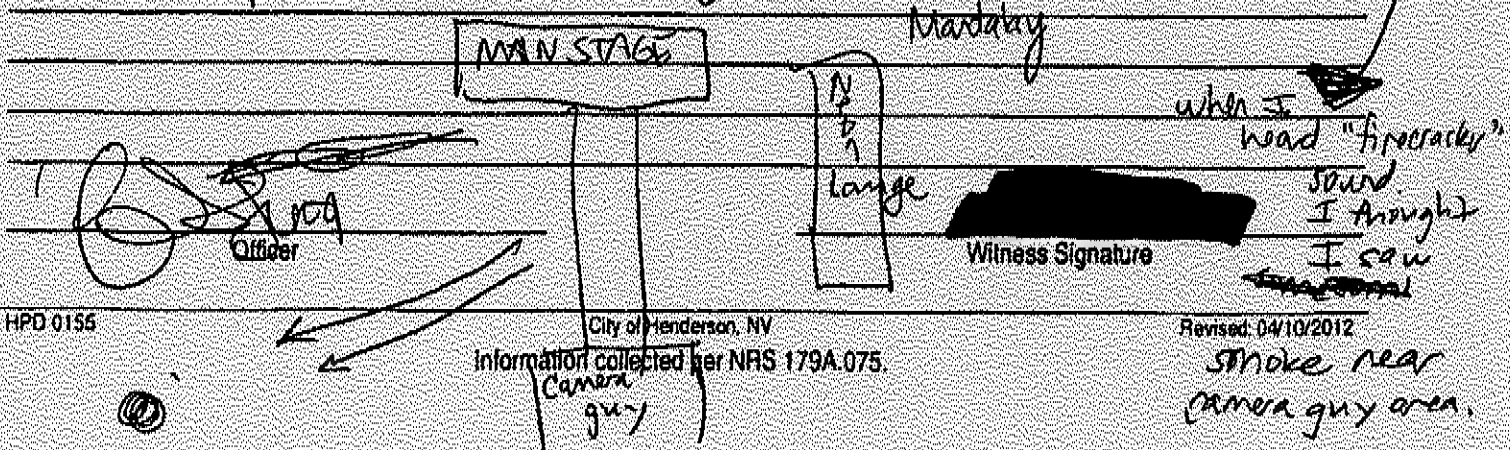 Mandalay
MAIN STAGE
when I
heard "firecracker"
sound.
I thought
I saw
lounge
Officer
Witness Signature
HPD 0155
City of Henderson, NV
Revised: 04/10/2012
Information collected per NRS 179A.075.
smoke near
camera guy area.
camera
guy